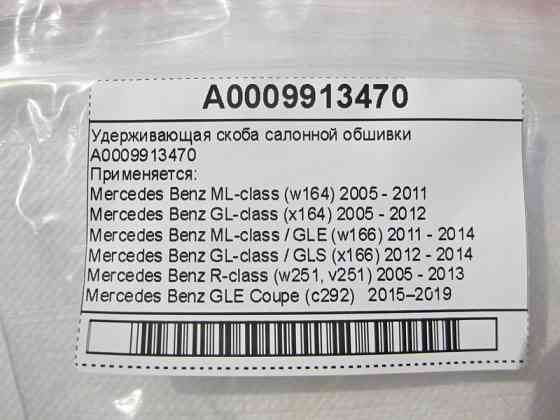 A0009913470
Удерживающая скоба салонной обшивки
A0009913470
Применяется:
Mercedes Benz ML-class (w164) 2005 - 2011
Mercedes Benz GL-class (x164) 2005 - 2012
Mercedes Benz ML-class / GLE (w166) 2011 - 2014
Mercedes Benz GL-class / GLS (x166) 2012 - 2014
Mercedes Benz R-class (w251, v251) 2005 - 2013
Mercedes Benz GLE Coupe (c292) 2015–2019